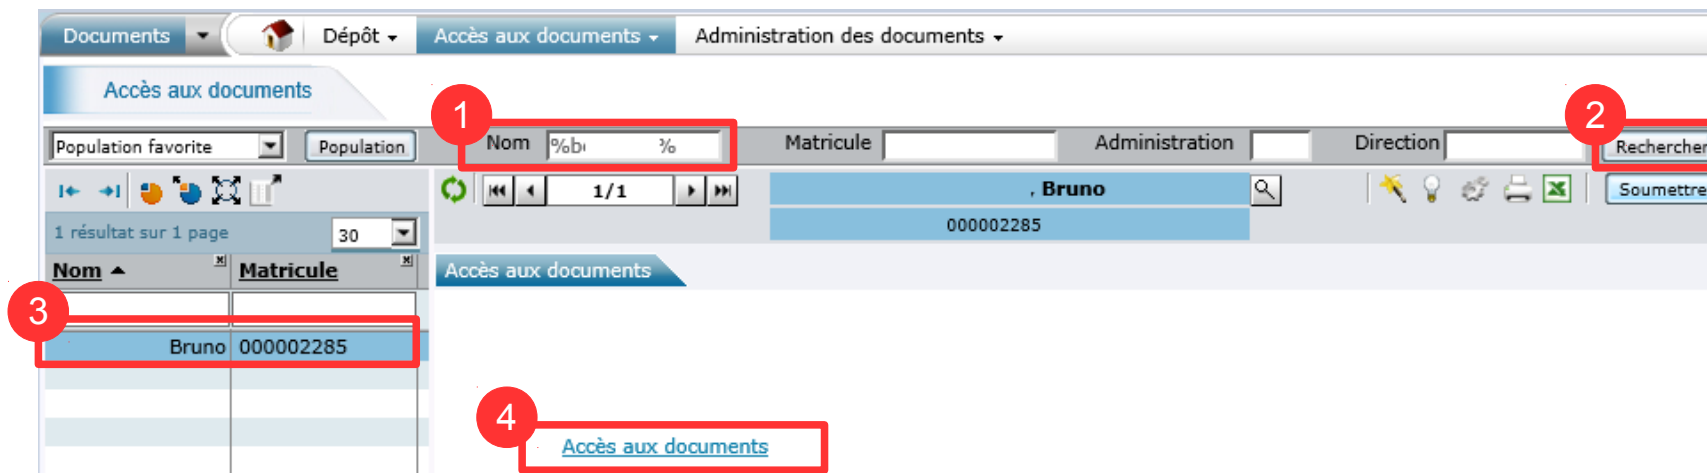 Documents Dépôt Accès aux documents Administration des documents
Accès aux documents
1 2
Population favorite Population Nom Matricule Administration Direction Rechercher
1/1 , Bruno Soumettre
1 résultat sur 1 page 30 000002285
Nom Matricule Accès aux documents
3
Bruno 000002285
4
Accès aux documents